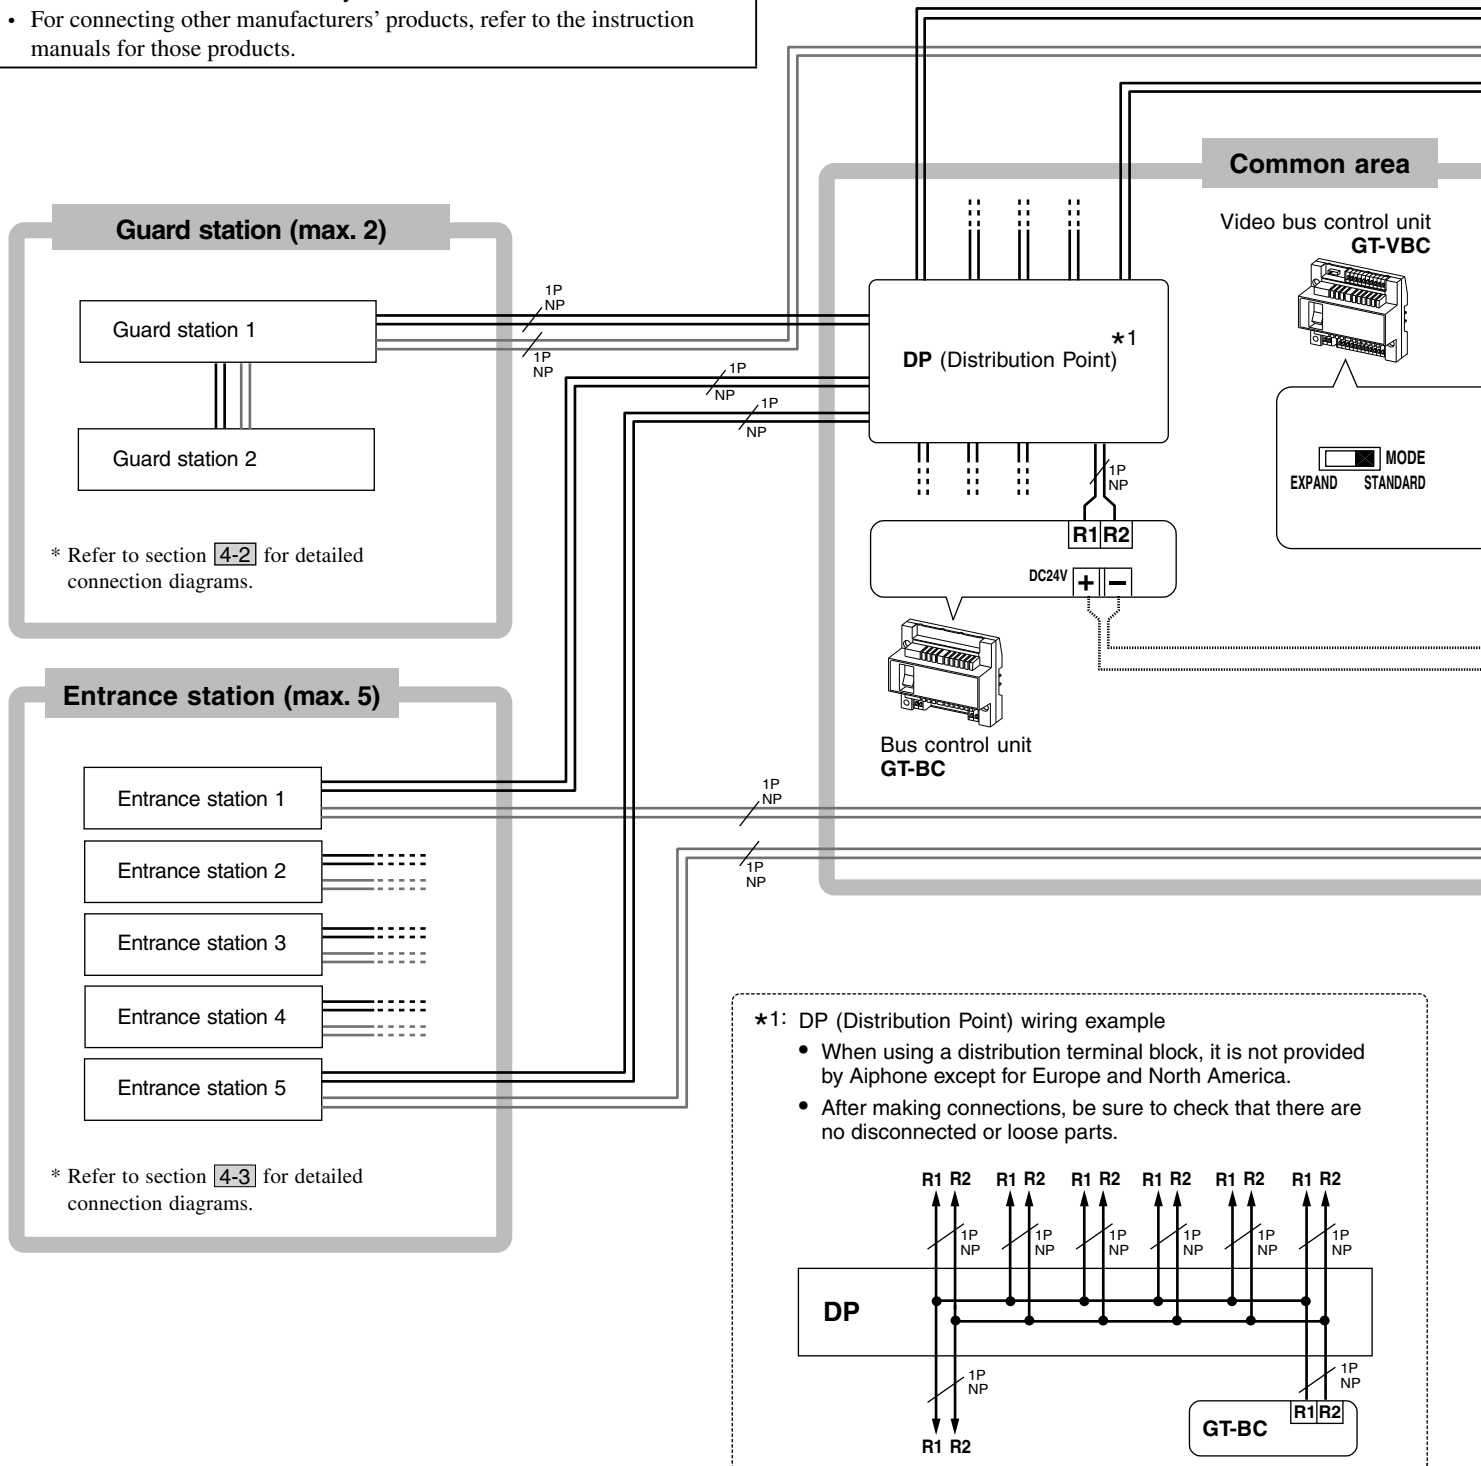 • For connecting other manufacturers’ products, refer to the instruction
manuals for those products.
Common area
Video bus control unit
GT-VBC
MODE
EXPAND STANDARD
Guard station (max. 2)
Guard station 1
Guard station 2
* Refer to section 4-2 for detailed
connection diagrams.
1P
NP
1P
NP
1P
NP
1P
NP
DP (Distribution Point) *1
1P
NP
R1 R2
DC24V + −
Bus control unit
GT-BC
Entrance station (max. 5)
Entrance station 1
Entrance station 2
Entrance station 3
Entrance station 4
Entrance station 5
* Refer to section 4-3 for detailed
connection diagrams.
1P
NP
1P
NP
*1: DP (Distribution Point) wiring example
• When using a distribution terminal block, it is not provided
by Aiphone except for Europe and North America.
• After making connections, be sure to check that there are
no disconnected or loose parts.
R1 R2 R1 R2 R1 R2 R1 R2 R1 R2 R1 R2
1P 1P 1P 1P 1P 1P
NP NP NP NP NP NP
DP
1P
NP
1P
NP
R1 R2
GT-BC
R1 R2